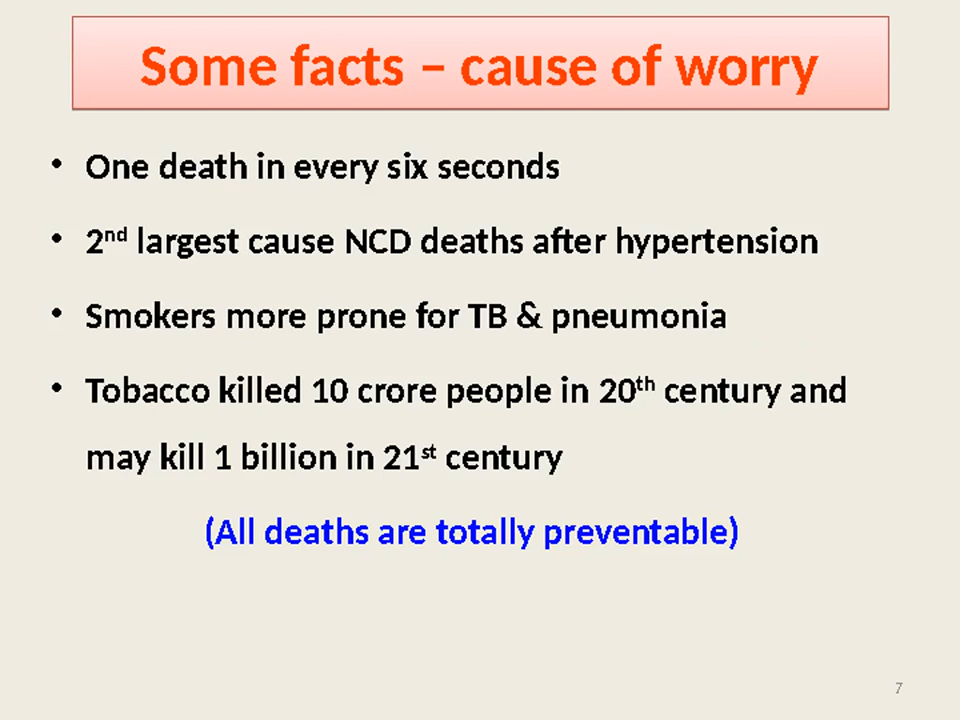 Some facts – cause of worry
• One death in every six seconds
• 2nd largest cause NCD deaths after hypertension
• Smokers more prone for TB & pneumonia
• Tobacco killed 10 crore people in 20th century and
may kill 1 billion in 21st century
(All deaths are totally preventable)
7